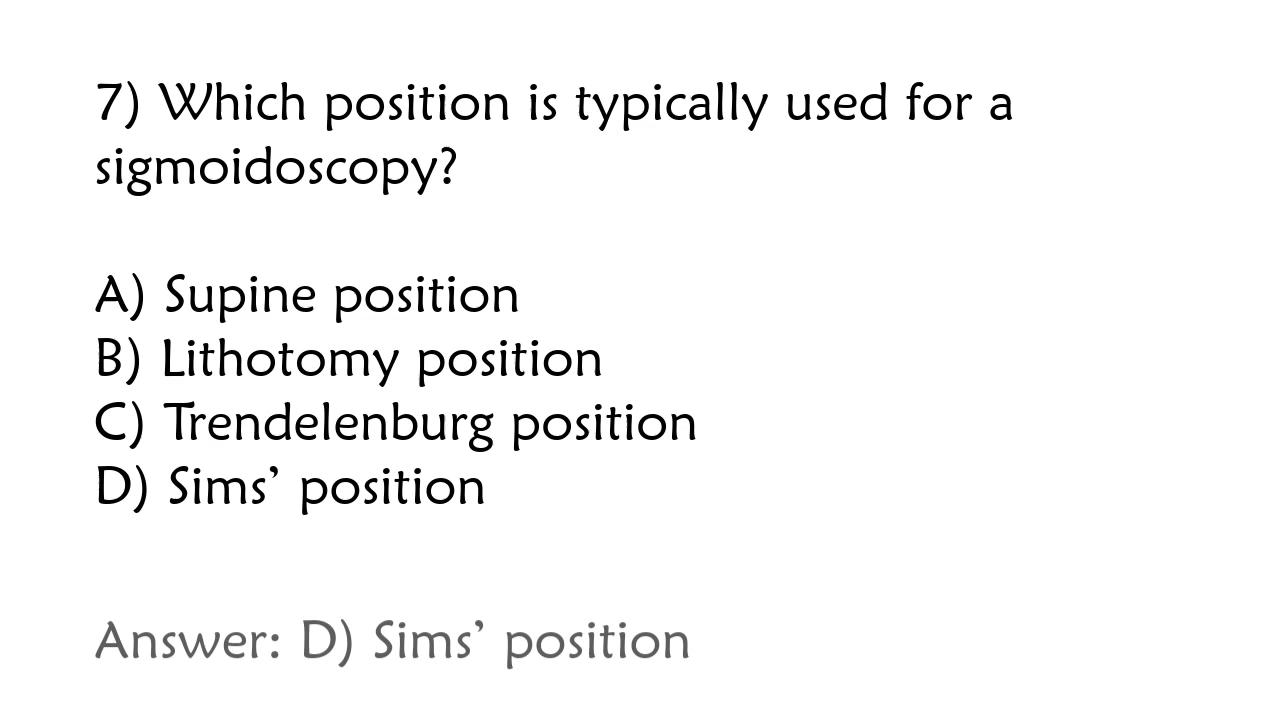 7) Which position is typically used for a
sigmoidoscopy?
A) Supine position
B) Lithotomy position
C) Trendelenburg position
D) Sims’ position
Answer: D) Sims’ position